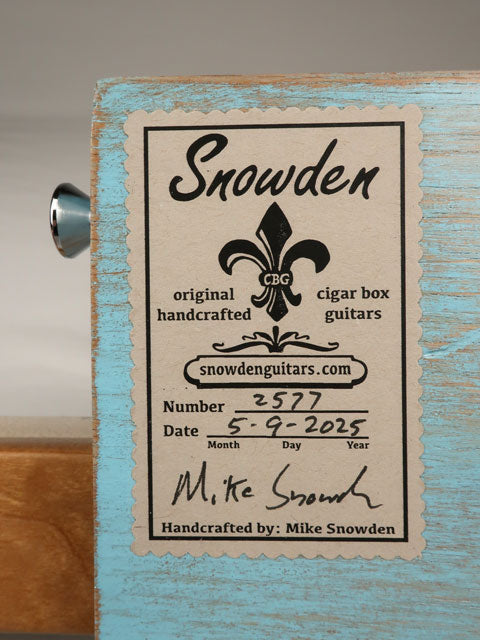 Snowden
CBG
original cigar box
handcrafted guitars
snowdenguitars.com
Number 2577
Date 5-9-2025
Month Day Year
Mike Snowden
Handcrafted by: Mike Snowden